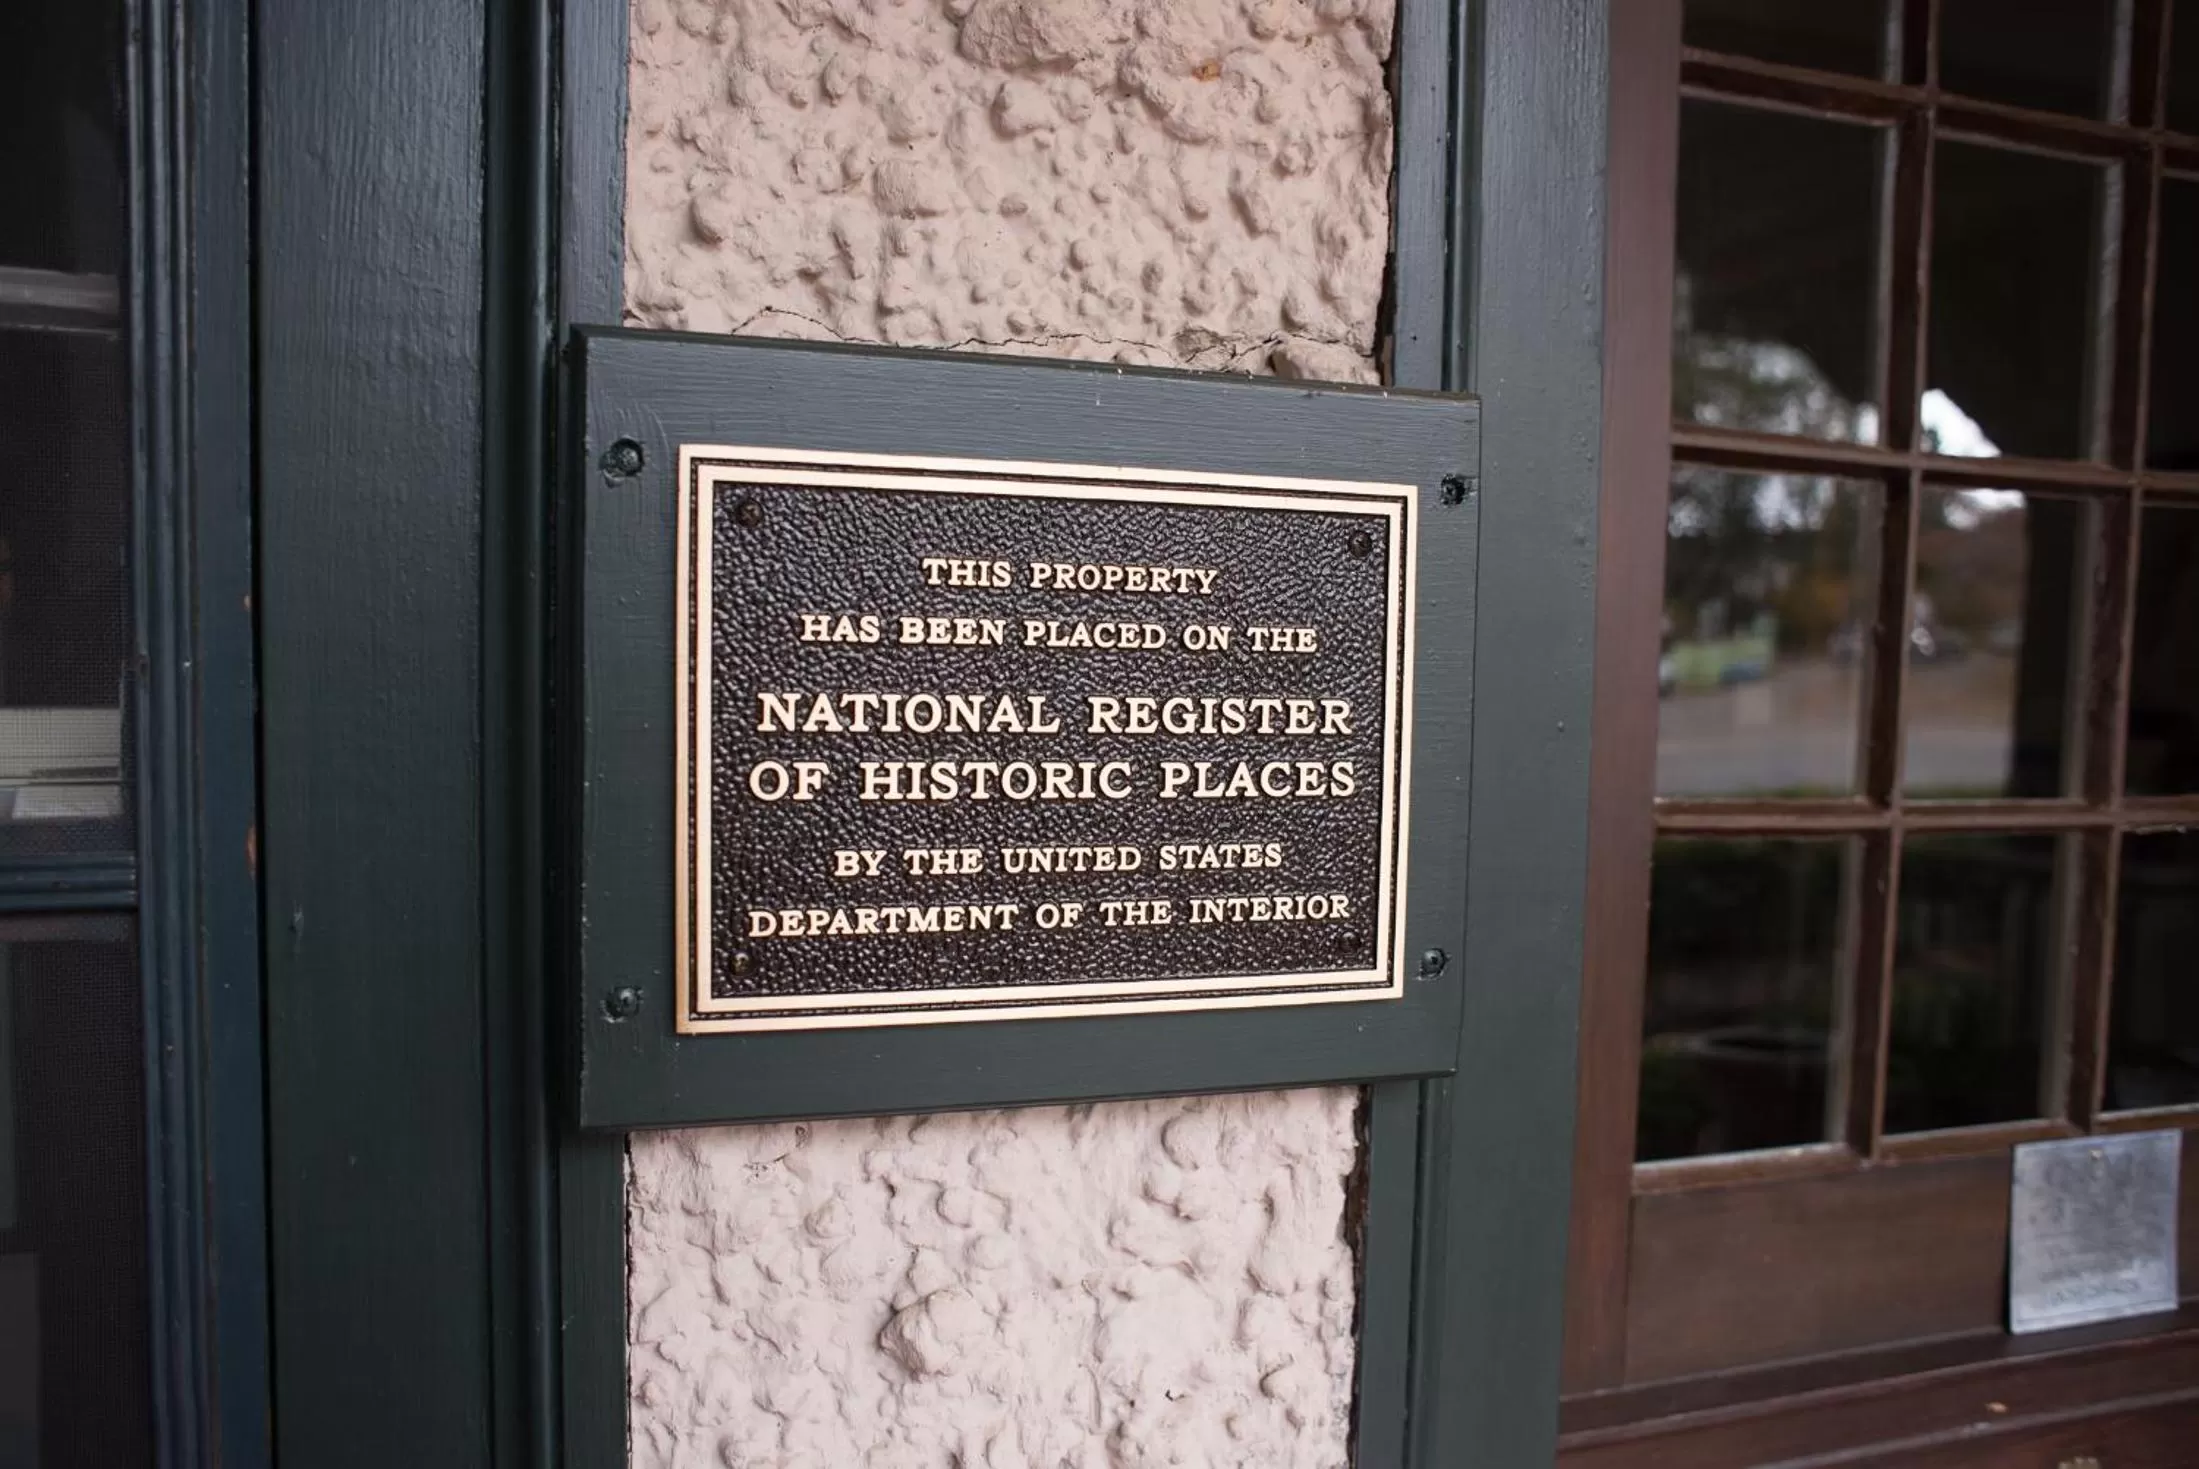 THIS PROPERTY
HAS BEEN PLACED ON THE
NATIONAL REGISTER
OF HISTORIC PLACES
BY THE UNITED STATES
DEPARTMENT OF THE INTERIOR